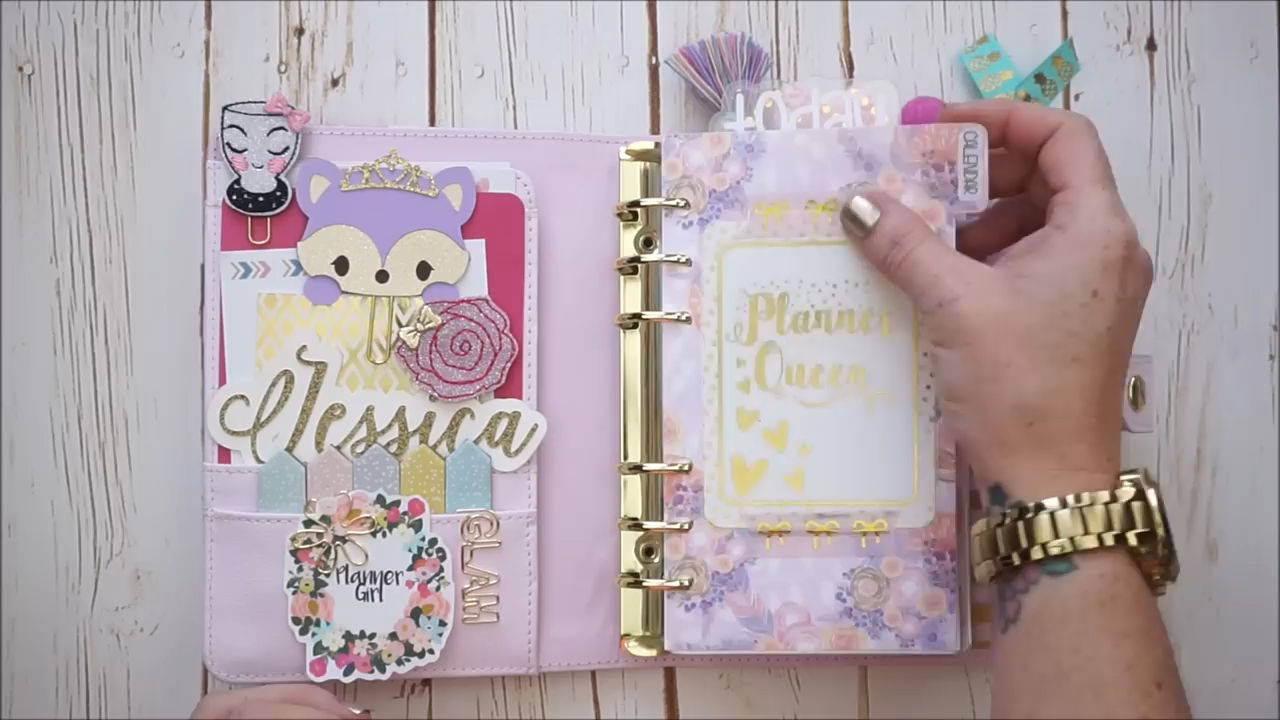 Jessica
Planner
Girl
GLAM
today
CALENDAR
Planner
Queen